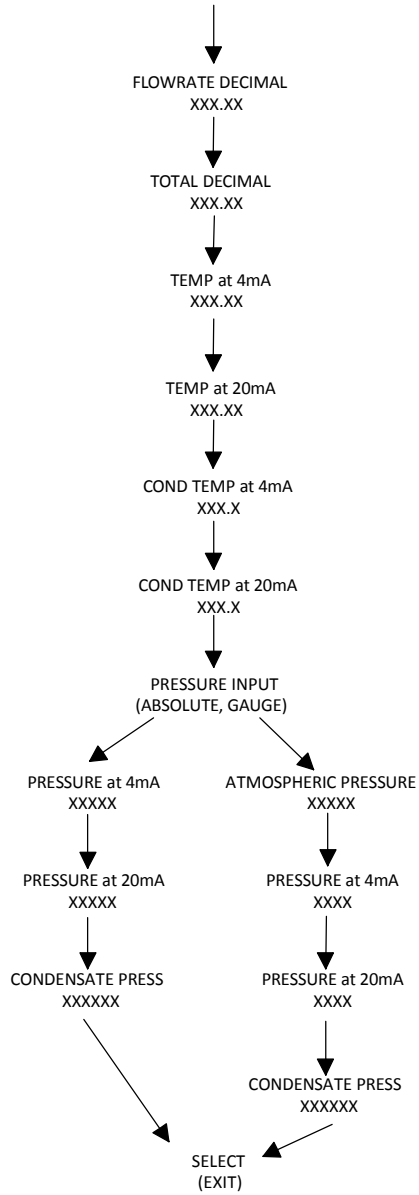 FLOWRATE DECIMAL
XXX.XX
TOTAL DECIMAL
XXX.XX
TEMP at 4mA
XXX.XX
TEMP at 20mA
XXX.XX
COND TEMP at 4mA
XXX.X
COND TEMP at 20mA
XXX.X
PRESSURE INPUT
(ABSOLUTE, GAUGE)
PRESSURE at 4mA
XXXXX
PRESSURE at 20mA
XXXXX
CONDENSATE PRESS
XXXXXX
ATMOSPHERIC PRESSURE
XXXXX
PRESSURE at 4mA
XXXX
PRESSURE at 20mA
XXXX
CONDENSATE PRESS
XXXXXX
SELECT
(EXIT)